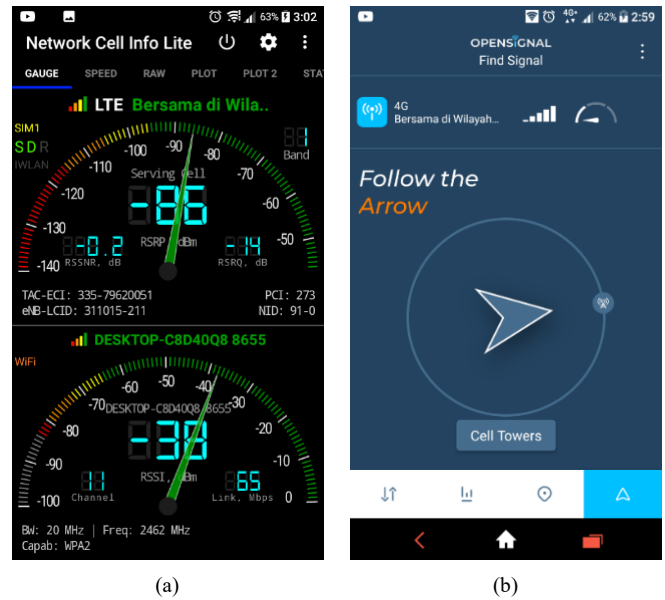 63% 3:02
Network Cell Info Lite
GAUGE SPEED RAW PLOT PLOT 2 STA
LTE Bersama di Wila..
SIM1
S D R
IWLAN
1
Band
-140 -130 -120 -110 -100 -90 -80 -70 -60 -50
Serving Cell
-86
RSRP, dBm
-0.2
RSSNR, dB
-14
RSRQ, dB
TAC-ECI: 335-79620051 PCI: 273
eNB-LCID: 311015-211 NID: 91-0
DESKTOP-C8D40Q8 8655
WiFi
-100 -90 -80 -70 -60 -50 -40 -30 -20 -10 0
DESKTOP-C8D40Q8 8655
-38
RSSI, dBm
11
Channel
65
Link, Mbps
BW: 20 MHz | Freq: 2462 MHz
Capab: WPA2
(a)
4G+ 62% 2:59
OPENSIGNAL
Find Signal
4G
Bersama di Wilayah...
Follow the
Arrow
Cell Towers
(b)